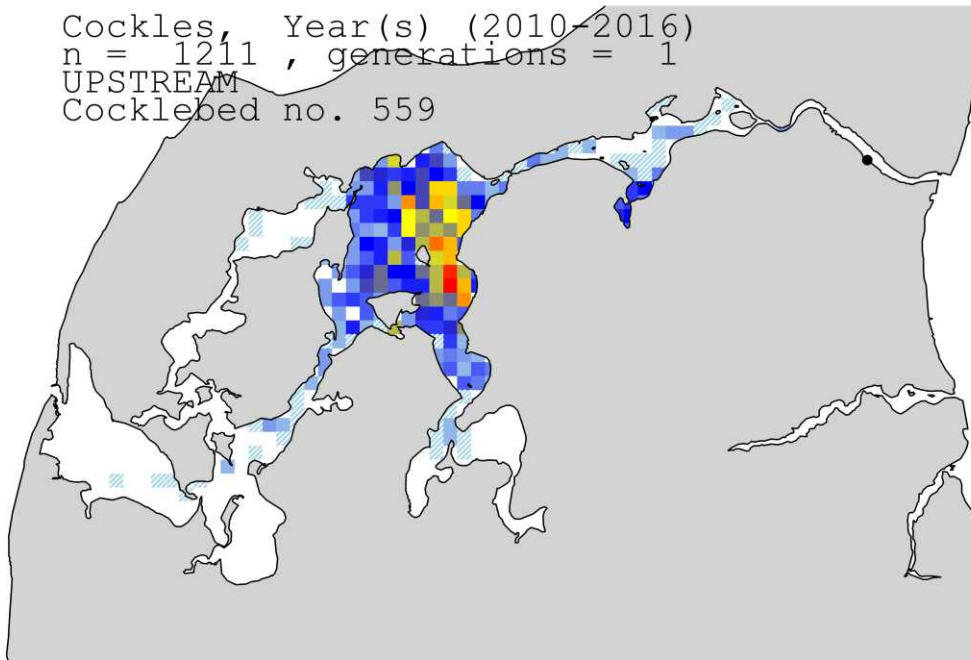 Cockles, Year(s) (2010-2016)
n = 1211 , generations = 1
UPSTREAM
Cocklebed no. 559